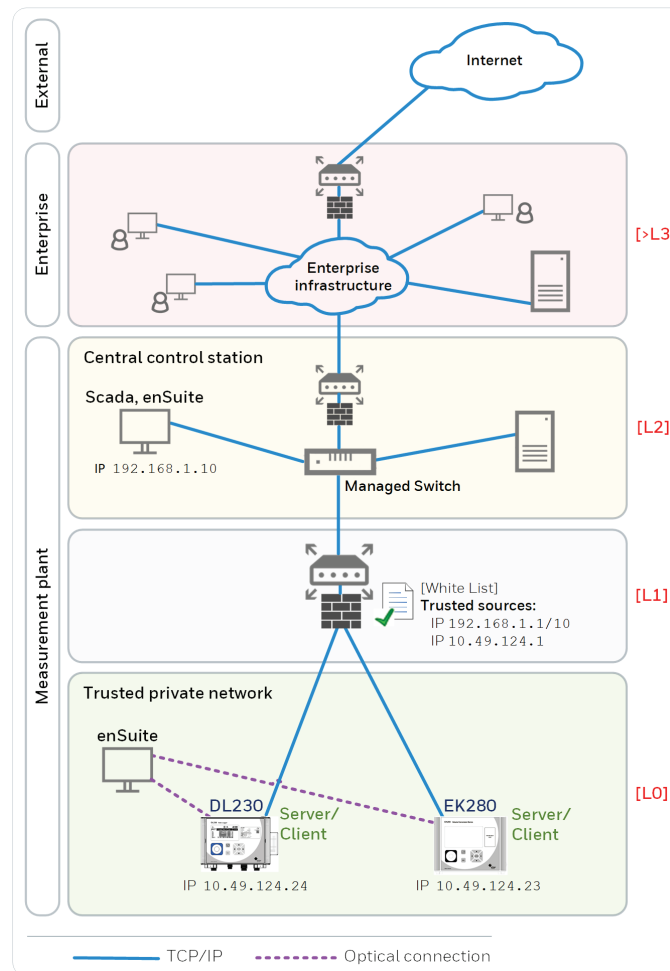 External
Internet
Enterprise
Enterprise
infrastructure
[>L3
Measurement plant
Central control station
Scada, enSuite
IP 192.168.1.10
Managed Switch
[L2]
[White List]
Trusted sources:
IP 192.168.1.1/10
IP 10.49.124.1
[L1]
Trusted private network
enSuite
DL230
Server/
Client
IP 10.49.124.24
EK280
Server/
Client
IP 10.49.124.23
[L0]
TCP/IP
Optical connection